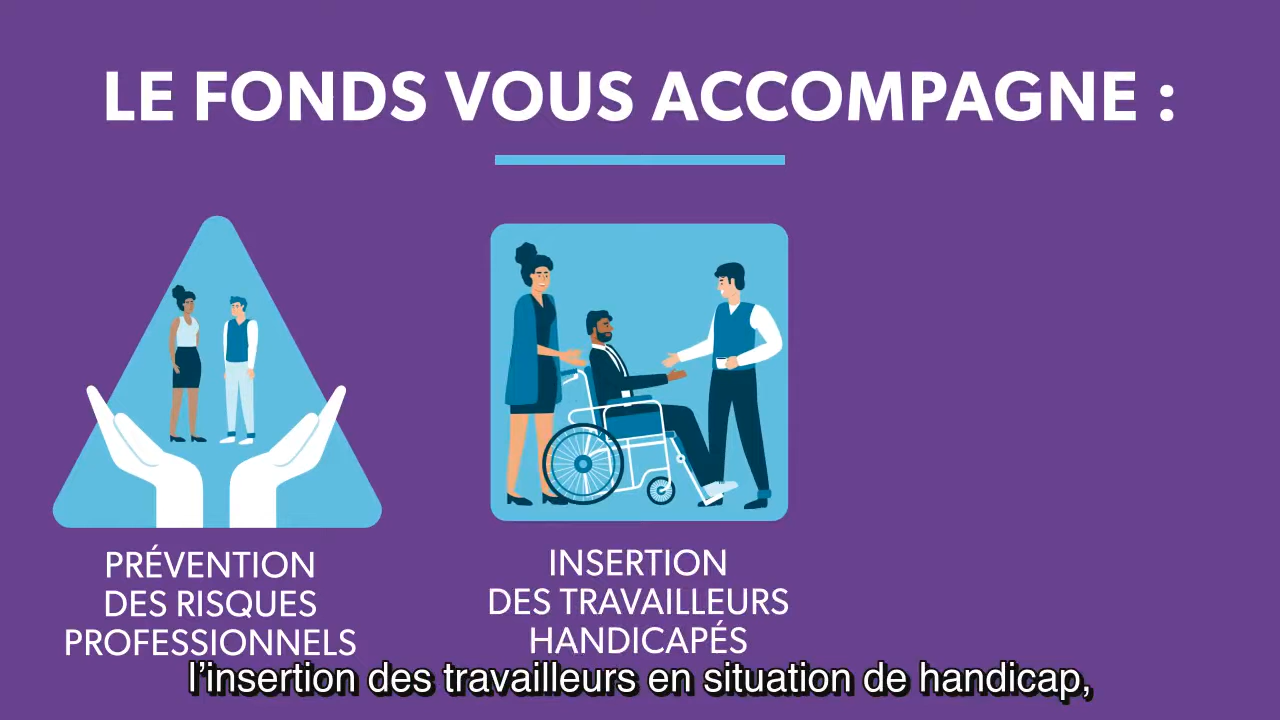 LE FONDS VOUS ACCOMPAGNE :
PRÉVENTION
DES RISQUES
PROFESSIONNELS
INSERTION
DES TRAVAILLEURS
HANDICAPÉS
l’insertion des travailleurs en situation de handicap,